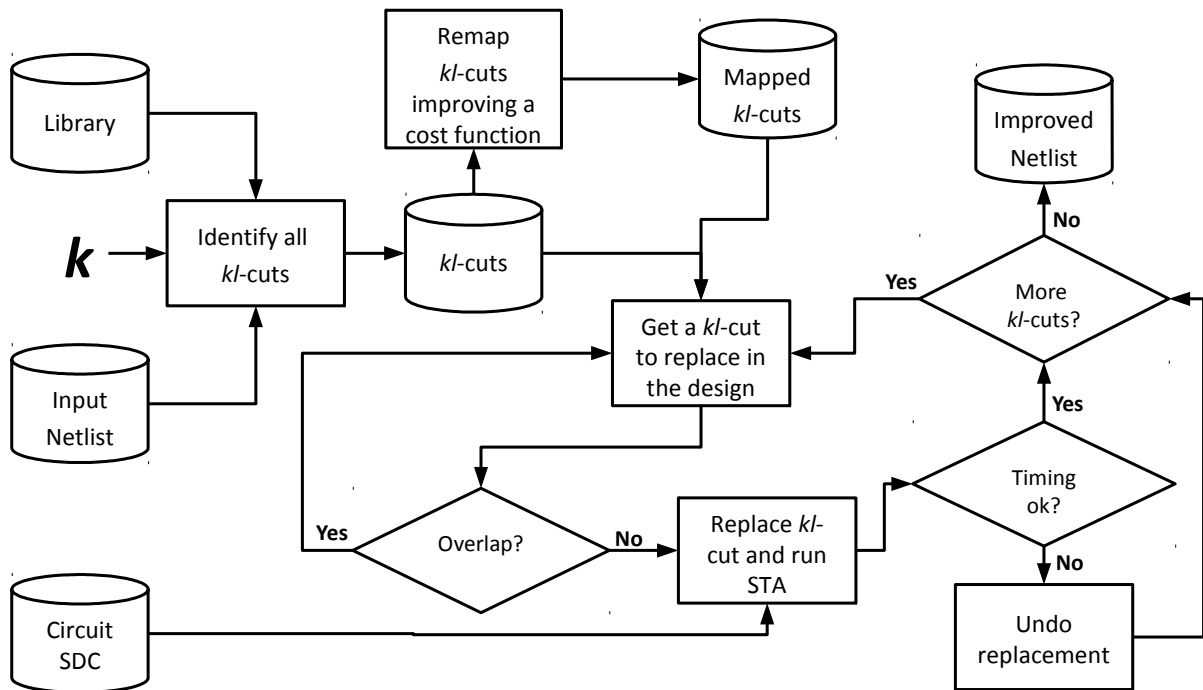 Remap
kl-cuts
improving a
cost function
Mapped
kl-cuts
Library
Improved
Netlist
k
Identify all
kl-cuts
kl-cuts
No
Yes
More
kl-cuts?
Get a kl-cut
to replace in
the design
Input
Netlist
Yes
Timing
ok?
Yes
Overlap?
No
Replace kl-
cut and run
STA
No
Circuit
SDC
Undo
replacement